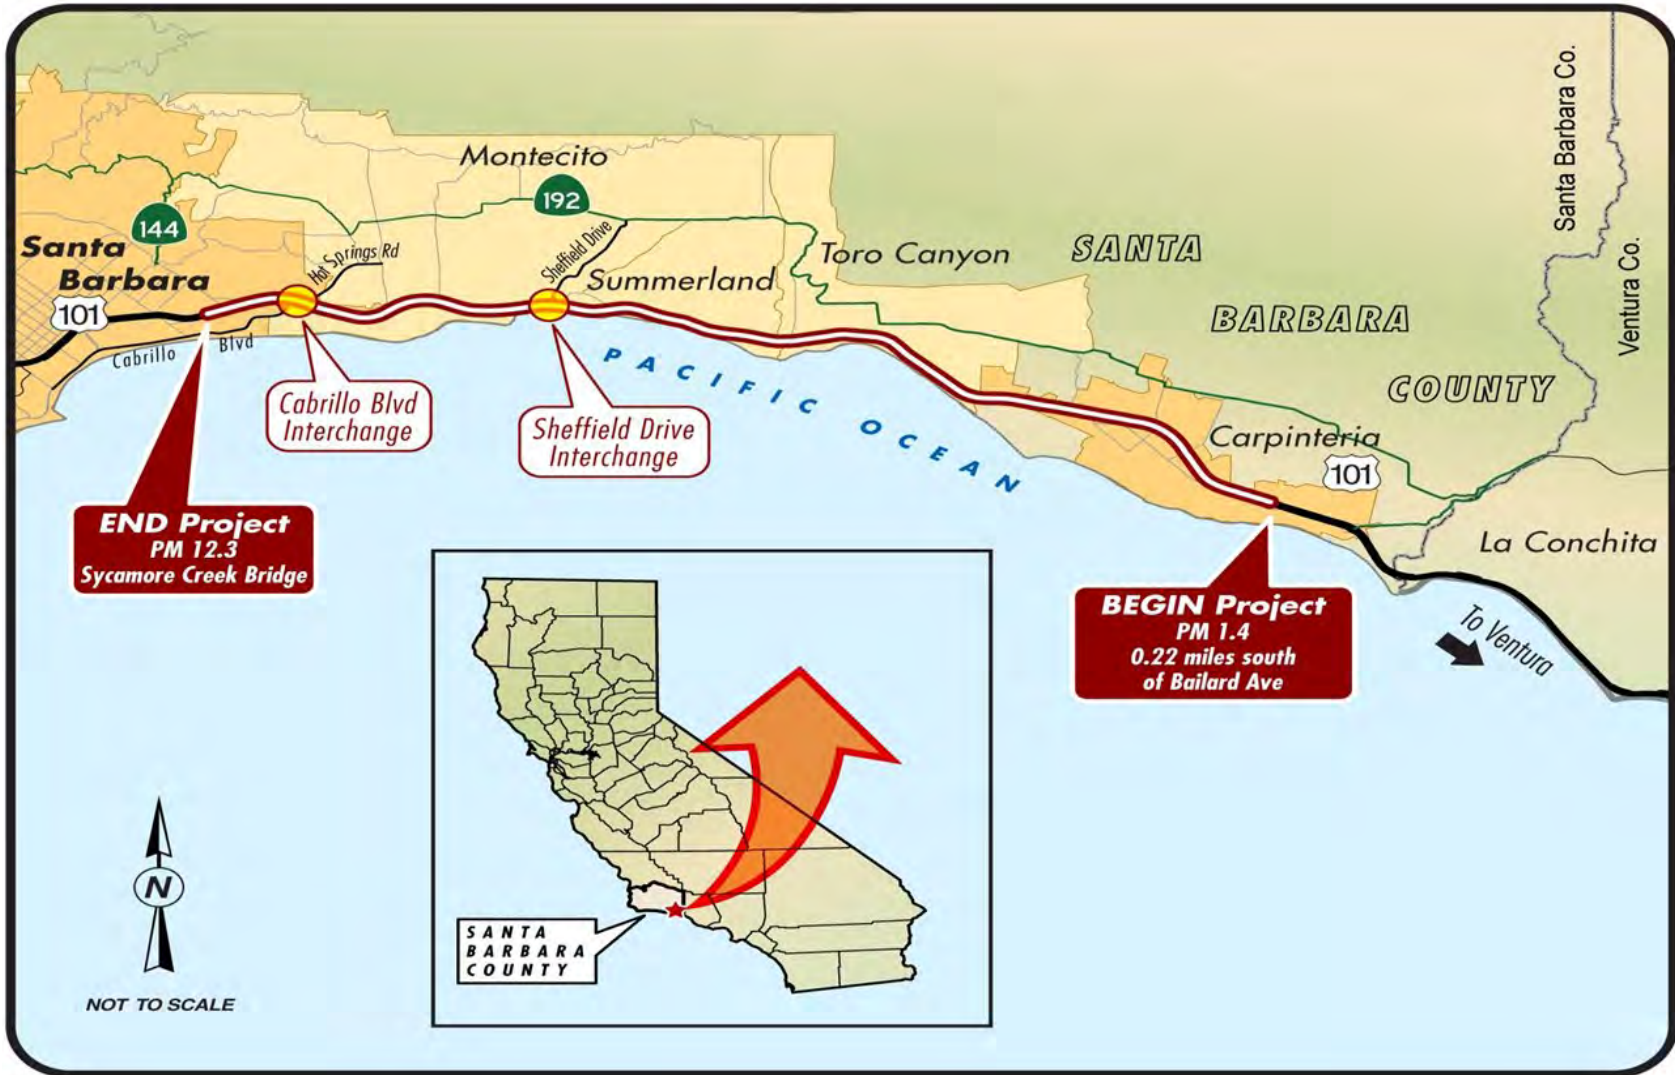 Santa Barbara Co.
Ventura Co.
Montecito
192
144
Santa
Barbara
101
Hot Springs Rd
Sheffield Drive
Summerland
Toro Canyon
SANTA
BARBARA
COUNTY
Cabrillo Blvd
PACIFIC OCEAN
Cabrillo Blvd
Interchange
Sheffield Drive
Interchange
Carpinteria
101
La Conchita
END Project
PM 12.3
Sycamore Creek Bridge
BEGIN Project
PM 1.4
0.22 miles south
of Bailard Ave
To Ventura
SANTA
BARBARA
COUNTY
N
NOT TO SCALE